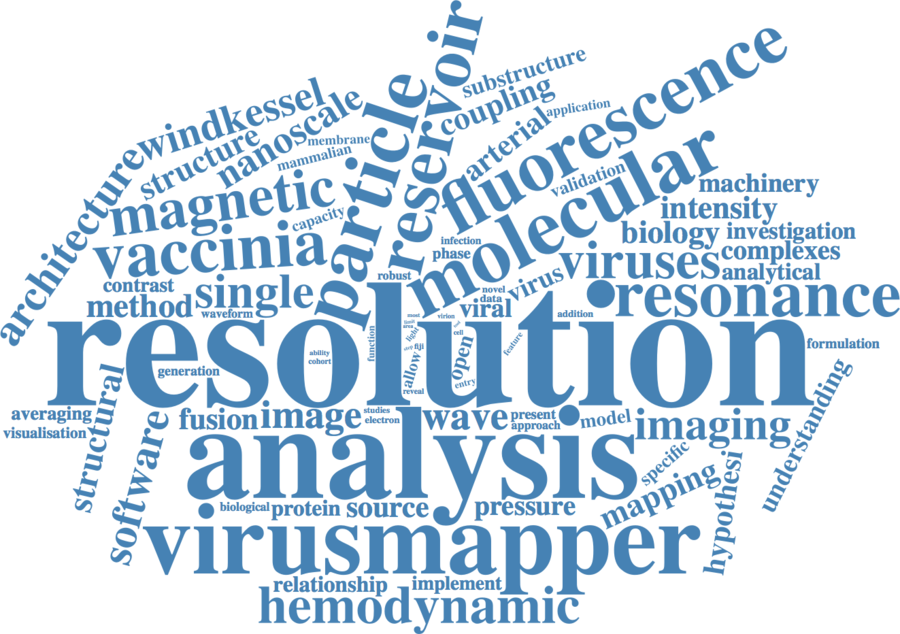 substructure
reservoir
coupling
application
fluorescence
windkessel
nanoscale
structure
membrane
mammalian
particle
arterial
validation
molecular
architecture
magnetic
capacity
machinery
intensity
biology
investigation
infection
phase
vaccinia
viruses
complexes
analytical
virus
robust
contrast
method
single
waveform
novel
data
viral
addition
resonance
resolution
must
virion
area
light
step
fiji
function
cell
open
feature
ability
cohort
allow
reveal
entry
generation
formulation
averaging
visualisation
structural
software
fusion
image
studies
electron
wave
present
approach
model
imaging
understanding
analysis
specific
mapping
hypothesi
biological
protein
source
pressure
virusmapper
relationship
implement
hemodynamic